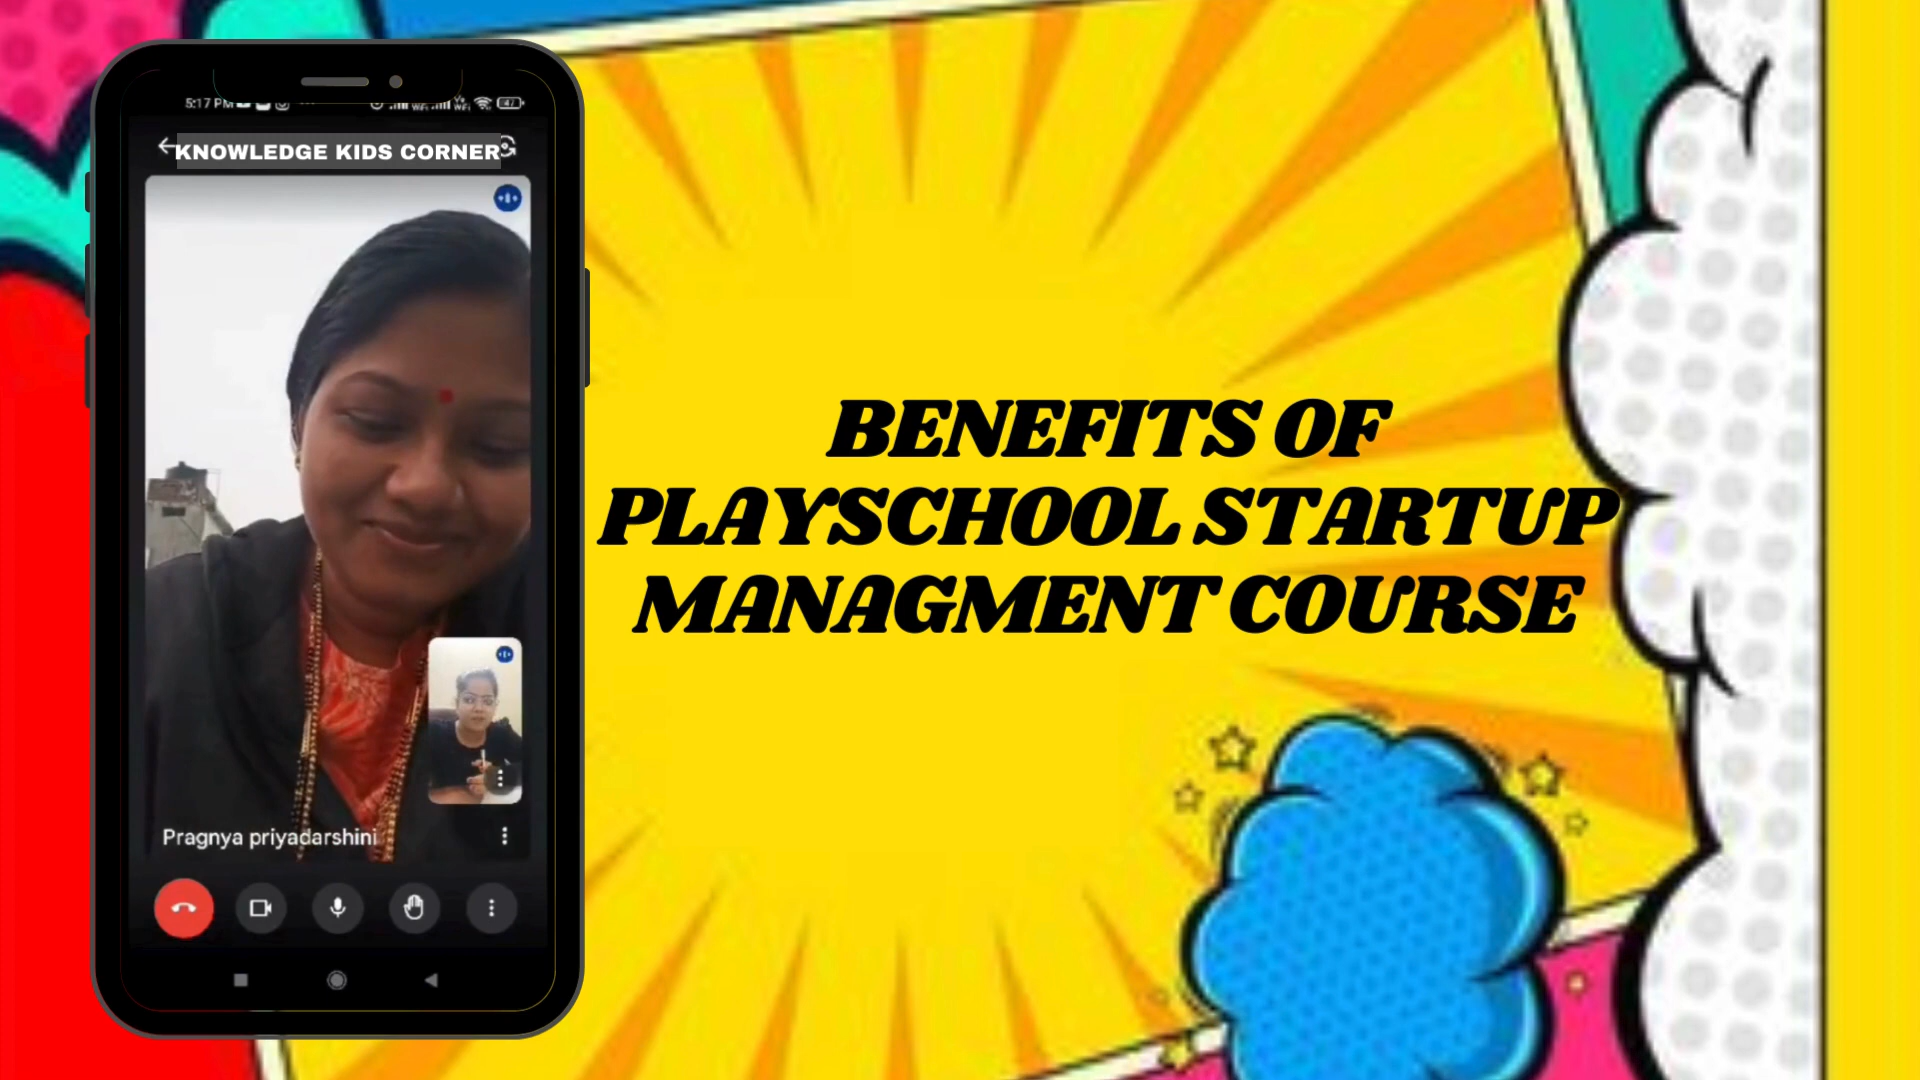 5:17 PM
KNOWLEDGE KIDS CORNER
Pragnya priyadarshini
BENEFITS OF
PLAYSCHOOL STARTUP
MANAGMENT COURSE